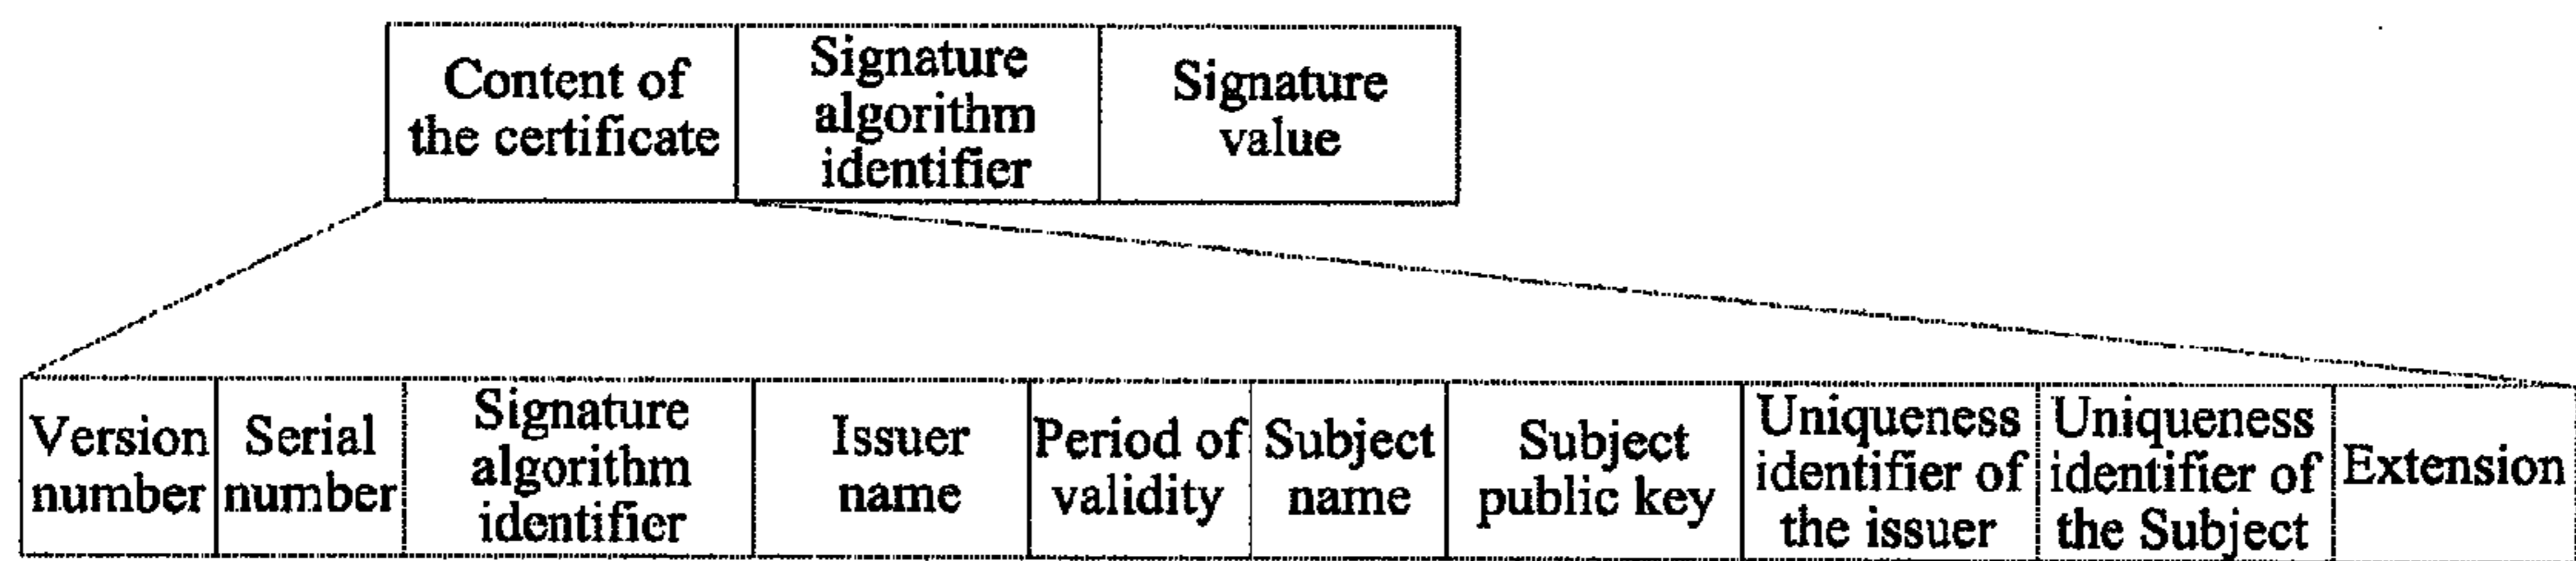 Content of
the certificate
Signature
algorithm
identifier
Signature
value
Version
number
Serial
number
Signature
algorithm
identifier
Issuer
name
Period of
validity
Subject
name
Subject
public key
Uniqueness
identifier of
the issuer
Uniqueness
identifier of
the Subject
Extension